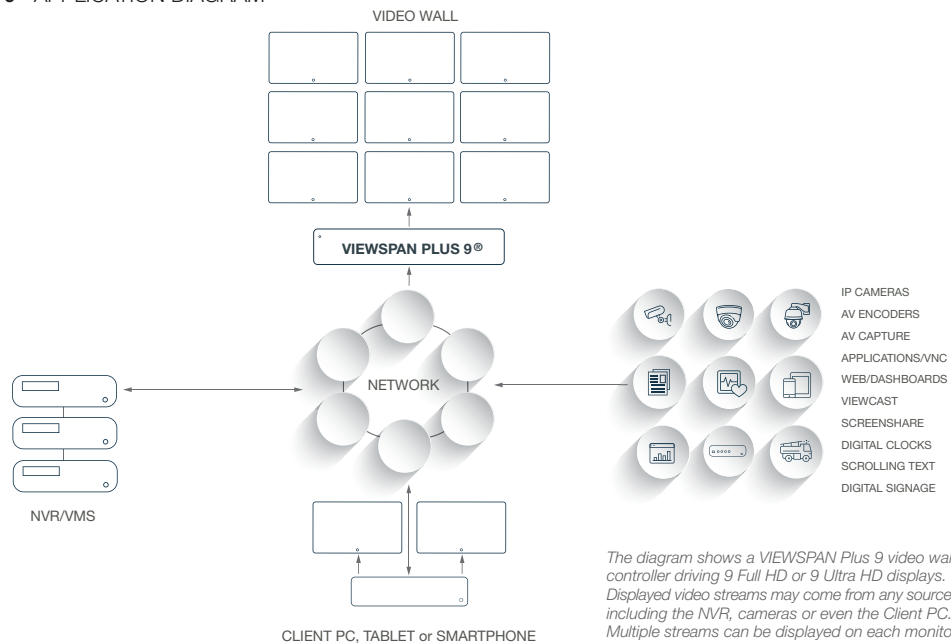 APPLICATION DIAGRAM
VIDEO WALL
VIEWSPAN PLUS 9®
NETWORK
NVR/VMS
IP CAMERAS
AV ENCODERS
AV CAPTURE
APPLICATIONS/VNC
WEB/DASHBOARDS
VIEWCAST
SCREENSHARE
DIGITAL CLOCKS
SCROLLING TEXT
DIGITAL SIGNAGE
CLIENT PC, TABLET or SMARTPHONE
The diagram shows a VIEWSPAN Plus 9 video
controller driving 9 Full HD or 9 Ultra HD displays.
Displayed video streams may come from any source
including the NVR, cameras or even the Client PC.
Multiple streams can be displayed on each